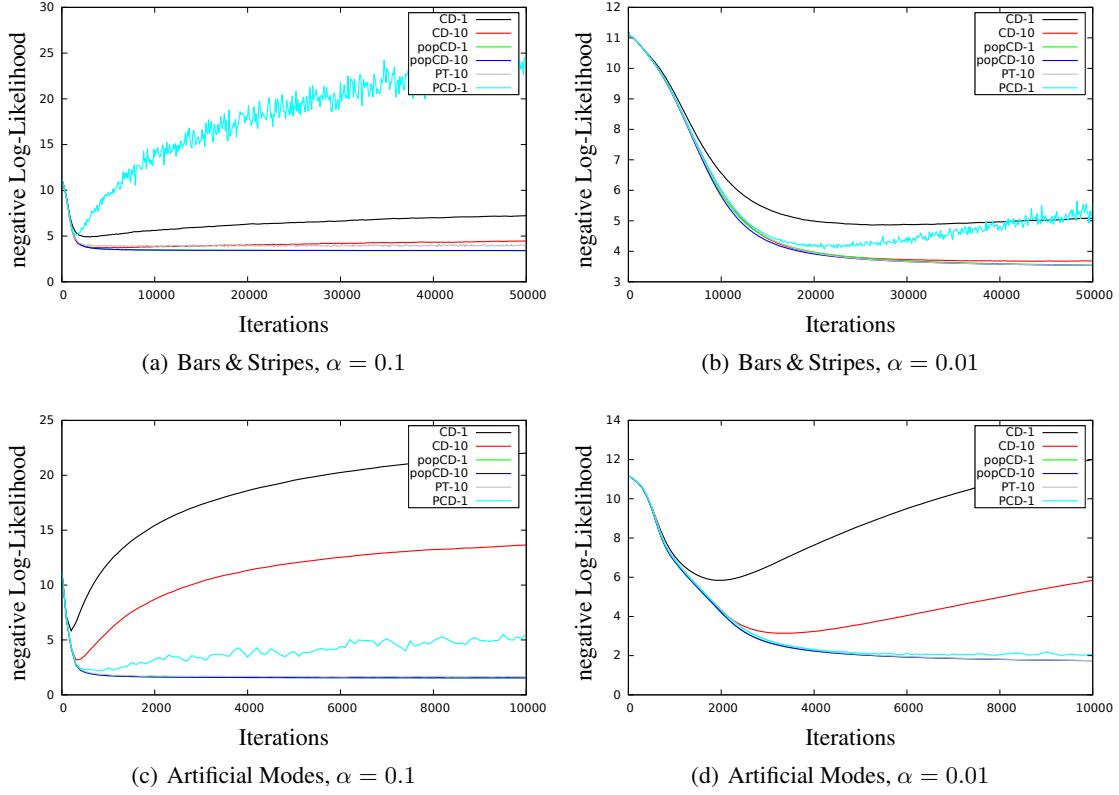 30
25
20
15
10
5
0
negative Log-Likelihood
CD-1
CD-10
popCD-1
popCD-10
PT-10
PCD-1
0 10000 20000 30000 40000 50000
Iterations
(a) Bars & Stripes, α = 0.1
12
11
10
9
8
7
6
5
4
3
negative Log-Likelihood
CD-1
CD-10
popCD-1
popCD-10
PT-10
PCD-1
0 10000 20000 30000 40000 50000
Iterations
(b) Bars & Stripes, α = 0.01
25
20
15
10
5
0
negative Log-Likelihood
CD-1
CD-10
popCD-1
popCD-10
PT-10
PCD-1
0 2000 4000 6000 8000 10000
Iterations
(c) Artificial Modes, α = 0.1
14
12
10
8
6
4
2
0
negative Log-Likelihood
CD-1
CD-10
popCD-1
popCD-10
PT-10
PCD-1
0 2000 4000 6000 8000 10000
Iterations
(d) Artificial Modes, α = 0.01